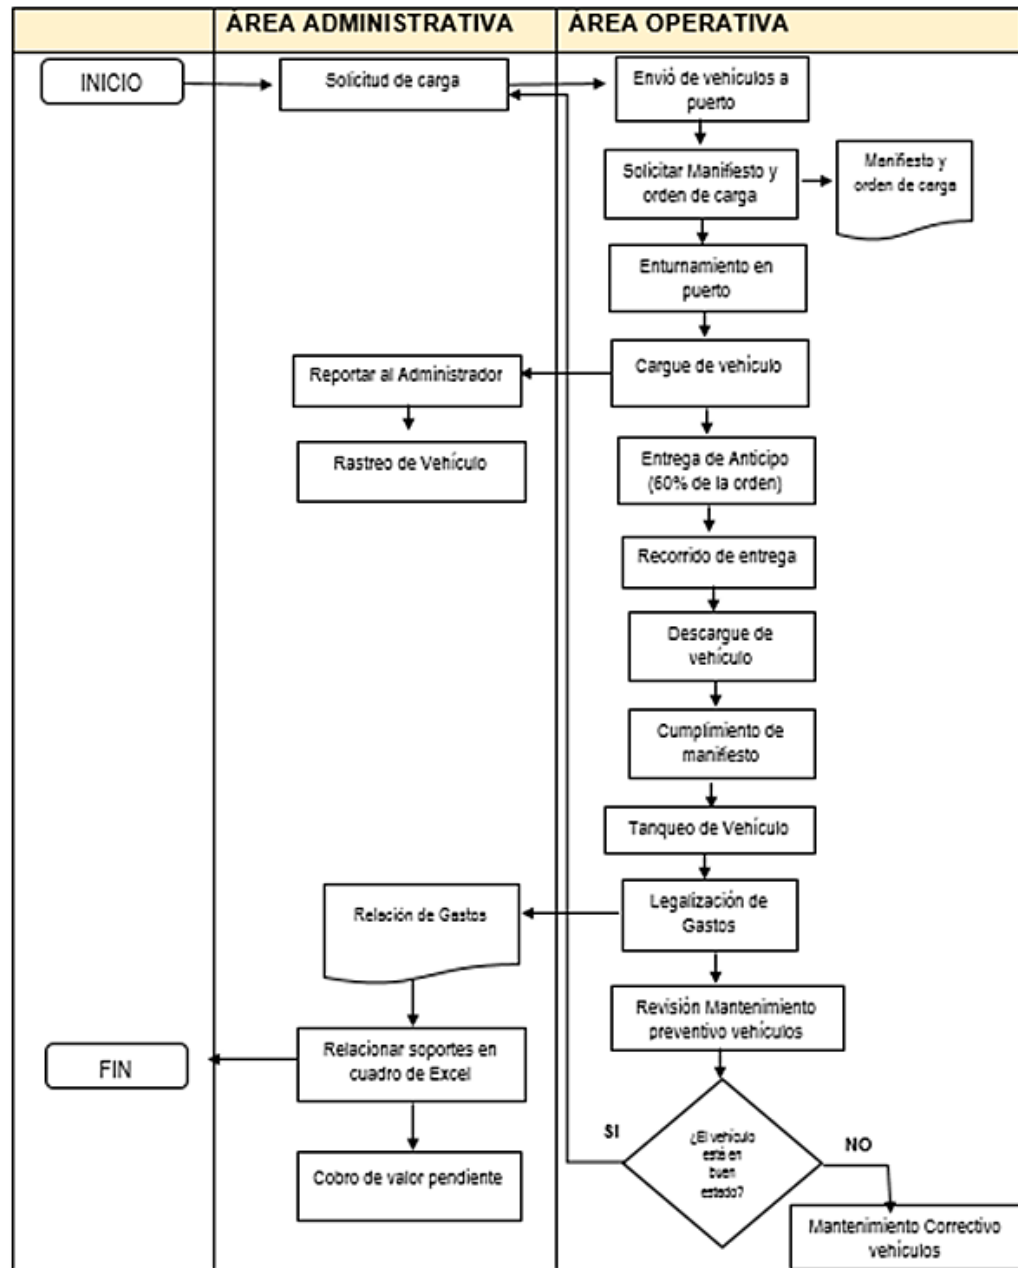 ÁREA ADMINISTRATIVA
ÁREA OPERATIVA
INICIO
Solicitud de carga
Envió de vehículos a
puerto
Solicitar Manifiesto y
orden de carga
Manifiesto y
orden de carga
Enturnamiento en
puerto
Cargue de vehículo
Reportar al Administrador
Rastreo de Vehículo
Entrega de Anticipo
(60% de la orden)
Recorrido de entrega
Descargue de
vehículo
Cumplimiento de
manifiesto
Tanqueo de Vehículo
Legalización de
Gastos
Relación de Gastos
Revisión Mantenimiento
preventivo vehículos
Relacionar soportes en
cuadro de Excel
FIN
SI
¿El vehículo
está en
buen
estado?
NO
Cobro de valor pendiente
Mantenimiento Correctivo
vehículos